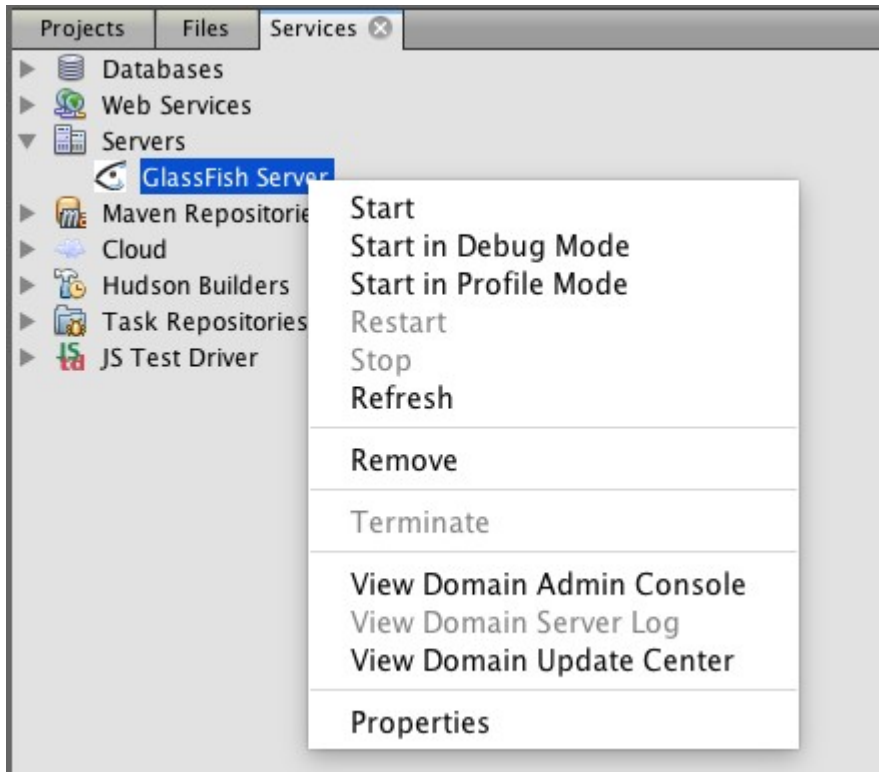 Projects Files Services
Databases
Web Services
Servers
GlassFish Server
Maven Repositorie
Cloud
Hudson Builders
Task Repositories
JS Test Driver
Start
Start in Debug Mode
Start in Profile Mode
Restart
Stop
Refresh
Remove
Terminate
View Domain Admin Console
View Domain Server Log
View Domain Update Center
Properties